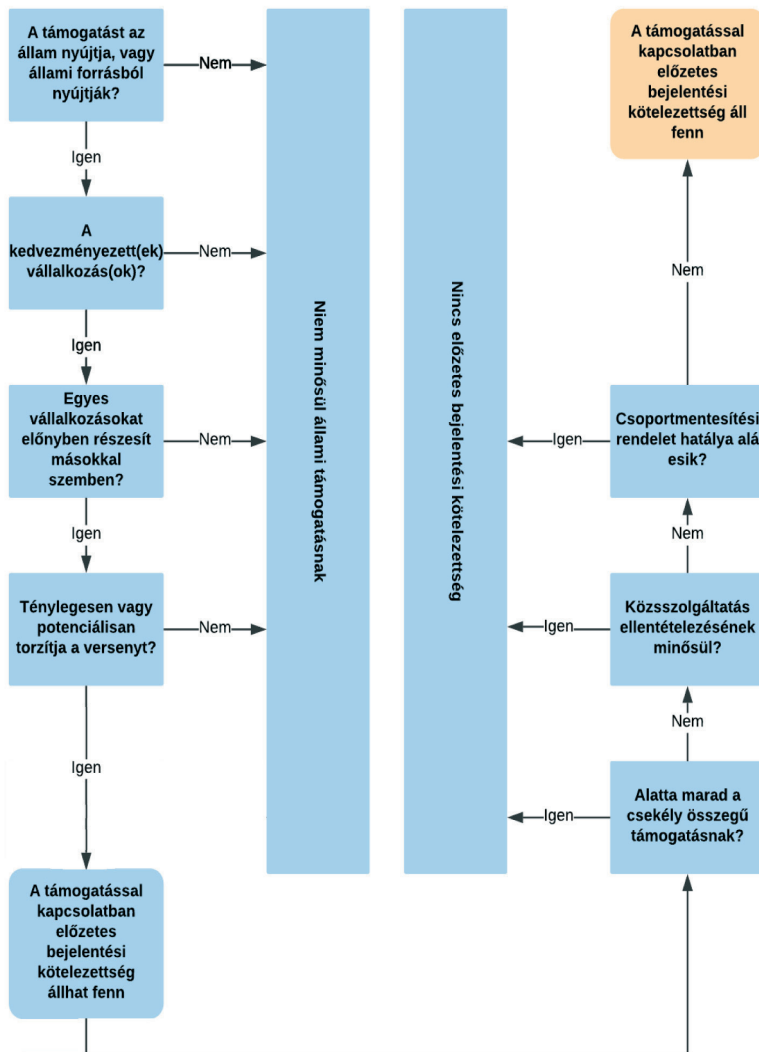 A támogatást az
állam nyújtja, vagy
állami forrásból
nyújtják?
Nem
Igen
A
kedvezményezett(ek)
vállalkozás(ok)?
Nem
Igen
Egyes
vállalkozásokat
előnyben részesít
másokkal
szemben?
Nem
Igen
Ténylegesen vagy
potenciálisan
torzítja a versenyt?
Nem
Igen
A támogatással
kapcsolatban
előzetes
bejelentési
kötelezettség
állhat fenn
Niem minősül állami támogatásnak
Nincs előzetes bejelentési kötelezettség
A támogatással
kapcsolatban
előzetes
bejelentési
kötelezettség áll
fenn
Nem
Csoportmentesítési
rendelet hatálya alá
esik?
Igen
Nem
Közsszolgáltatás
ellentételezésének
minősül?
Igen
Nem
Alatta marad a
csekély összegű
támogatásnak?
Igen